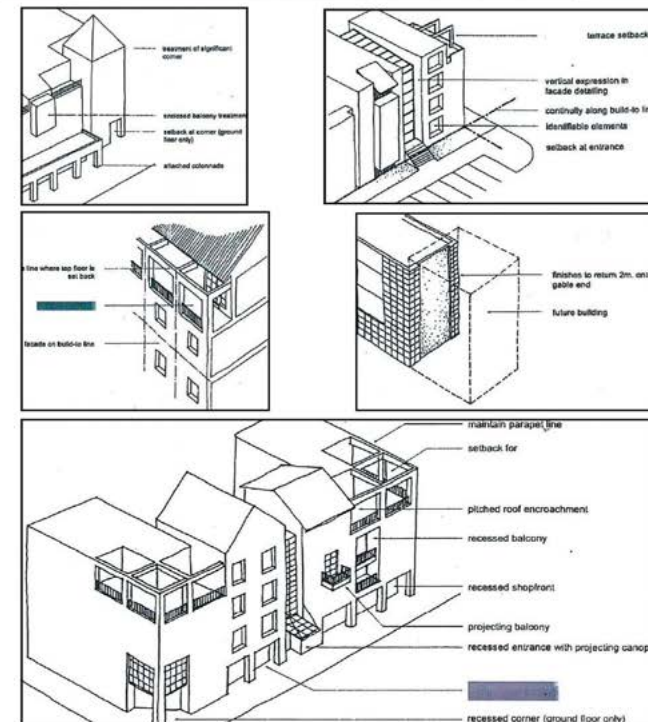 treatment of significant
corner
enclosed balcony treatment
setback at corner (ground
floor only)
attached colonnade
terrace setback
vertical expression in
facade detailing
continuity along build-to li
identifiable elements
setback at entrance
line where top floor is
set back
facade on build-to line
finishes to return 2m. on
gable end
future building
maintain parapet line
setback for
pitched roof encroachment
recessed balcony
recessed shopfront
projecting balcony
recessed entrance with projecting canop
recessed corner (ground floor only)